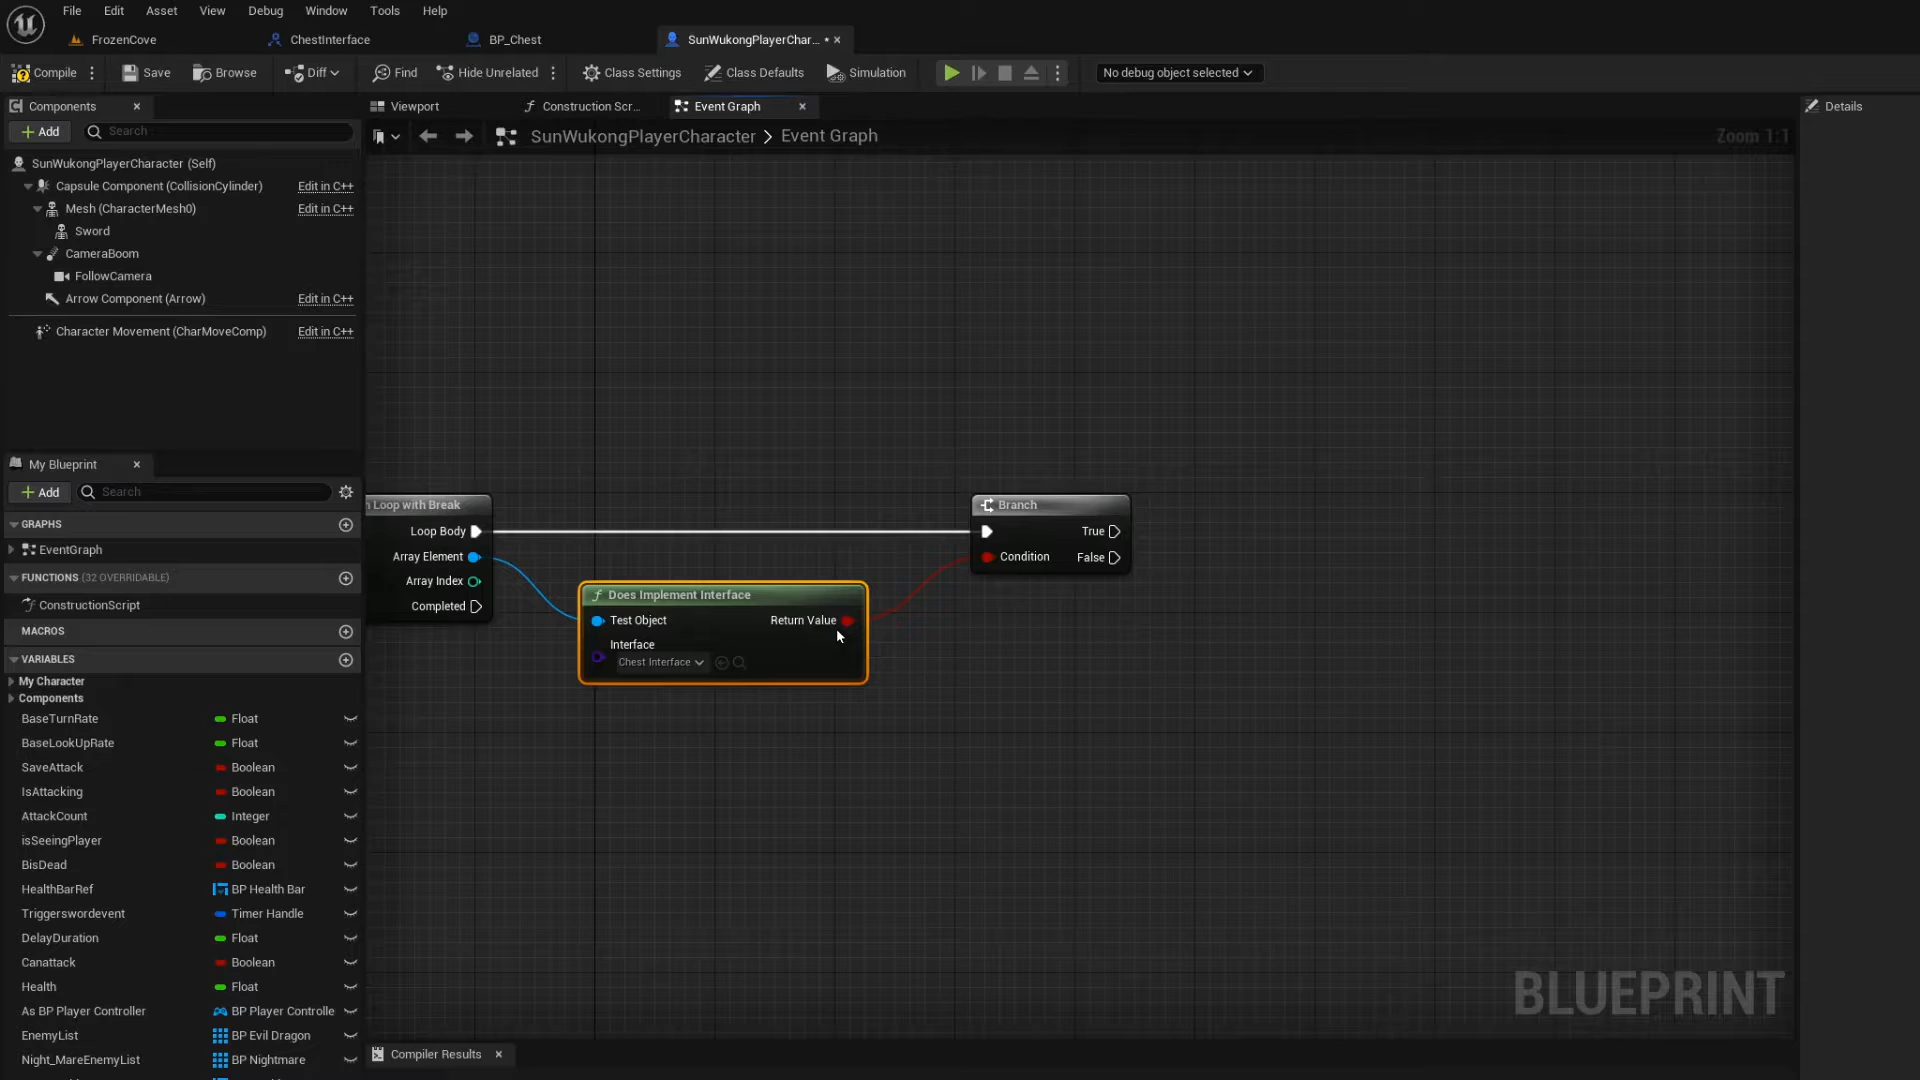 File Edit Asset View Debug Window Tools Help
FrozenCove ChestInterface BP_Chest SunWukongPlayerChar... •
Compile Save Browse Diff Find Hide Unrelated Class Settings Class Defaults Simulation No debug object selected
Components Viewport Construction Scr... Event Graph Details
Add Search SunWukongPlayerCharacter > Event Graph Zoom 1:1
SunWukongPlayerCharacter (Self)
Capsule Component (CollisionCylinder) Edit in C++
Mesh (CharacterMesh0) Edit in C++
Sword
CameraBoom
FollowCamera
Arrow Component (Arrow) Edit in C++
Character Movement (CharMoveComp) Edit in C++
My Blueprint
Add Search
GRAPHS
EventGraph
FUNCTIONS (32 OVERRIDABLE)
ConstructionScript
MACROS
VARIABLES
My Character
Components
BaseTurnRate Float
BaseLookUpRate Float
SaveAttack Boolean
IsAttacking Boolean
AttackCount Integer
isSeeingPlayer Boolean
BisDead Boolean
HealthBarRef BP Health Bar
Triggerswordevent Timer Handle
DelayDuration Float
Canattack Boolean
Health Float
As BP Player Controller BP Player Controlle
EnemyList BP Evil Dragon
Night_MareEnemyList BP Nightmare
Loop with Break
Loop Body
Array Element
Array Index
Completed
Does Implement Interface
Test Object Return Value
Interface
Chest Interface
Branch
True
Condition False
BLUEPRINT
Compiler Results